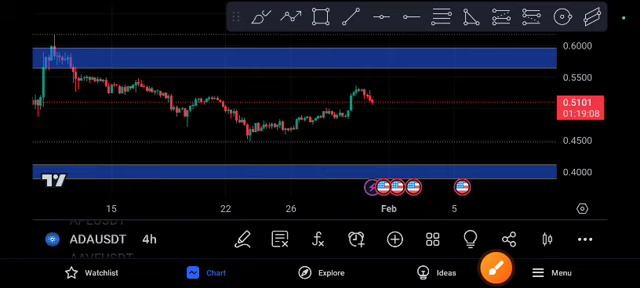 0.6000
0.5500
0.5101
01:19:08
0.4500
0.4000
TV
15 22 26 Feb 5
ADAUSDT 4h
Watchlist Chart Explore Ideas Menu